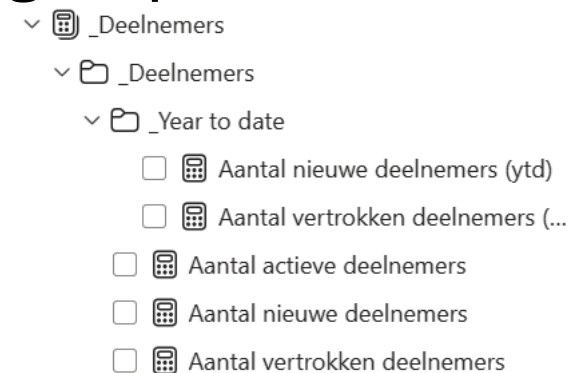 _Deelnemers
_Deelnemers
_Year to date
Aantal nieuwe deelnemers (ytd)
Aantal vertrokken deelnemers (...
Aantal actieve deelnemers
Aantal nieuwe deelnemers
Aantal vertrokken deelnemers